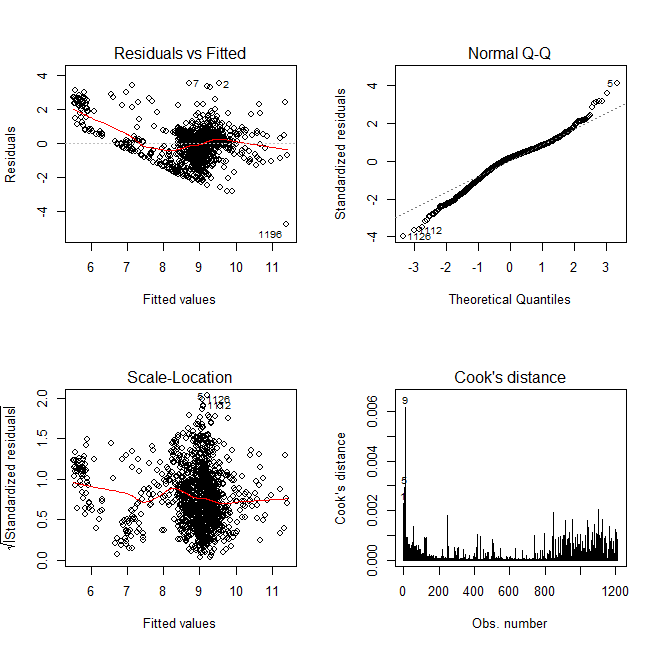 Residuals vs Fitted
Residuals
4
2
0
-2
-4
7
2
1196
6 7 8 9 10 11
Fitted values
Normal Q-Q
Standardized residuals
4
2
0
-2
-4
5
1112
1126
-3 -2 -1 0 1 2 3
Theoretical Quantiles
Scale-Location
√|Standardized residuals|
2.0
1.5
1.0
0.5
0.0
5 1126
1112
6 7 8 9 10 11
Fitted values
Cook's distance
Cook's distance
0.006
0.004
0.002
0.000
9
5
1
0 200 400 600 800 1200
Obs. number